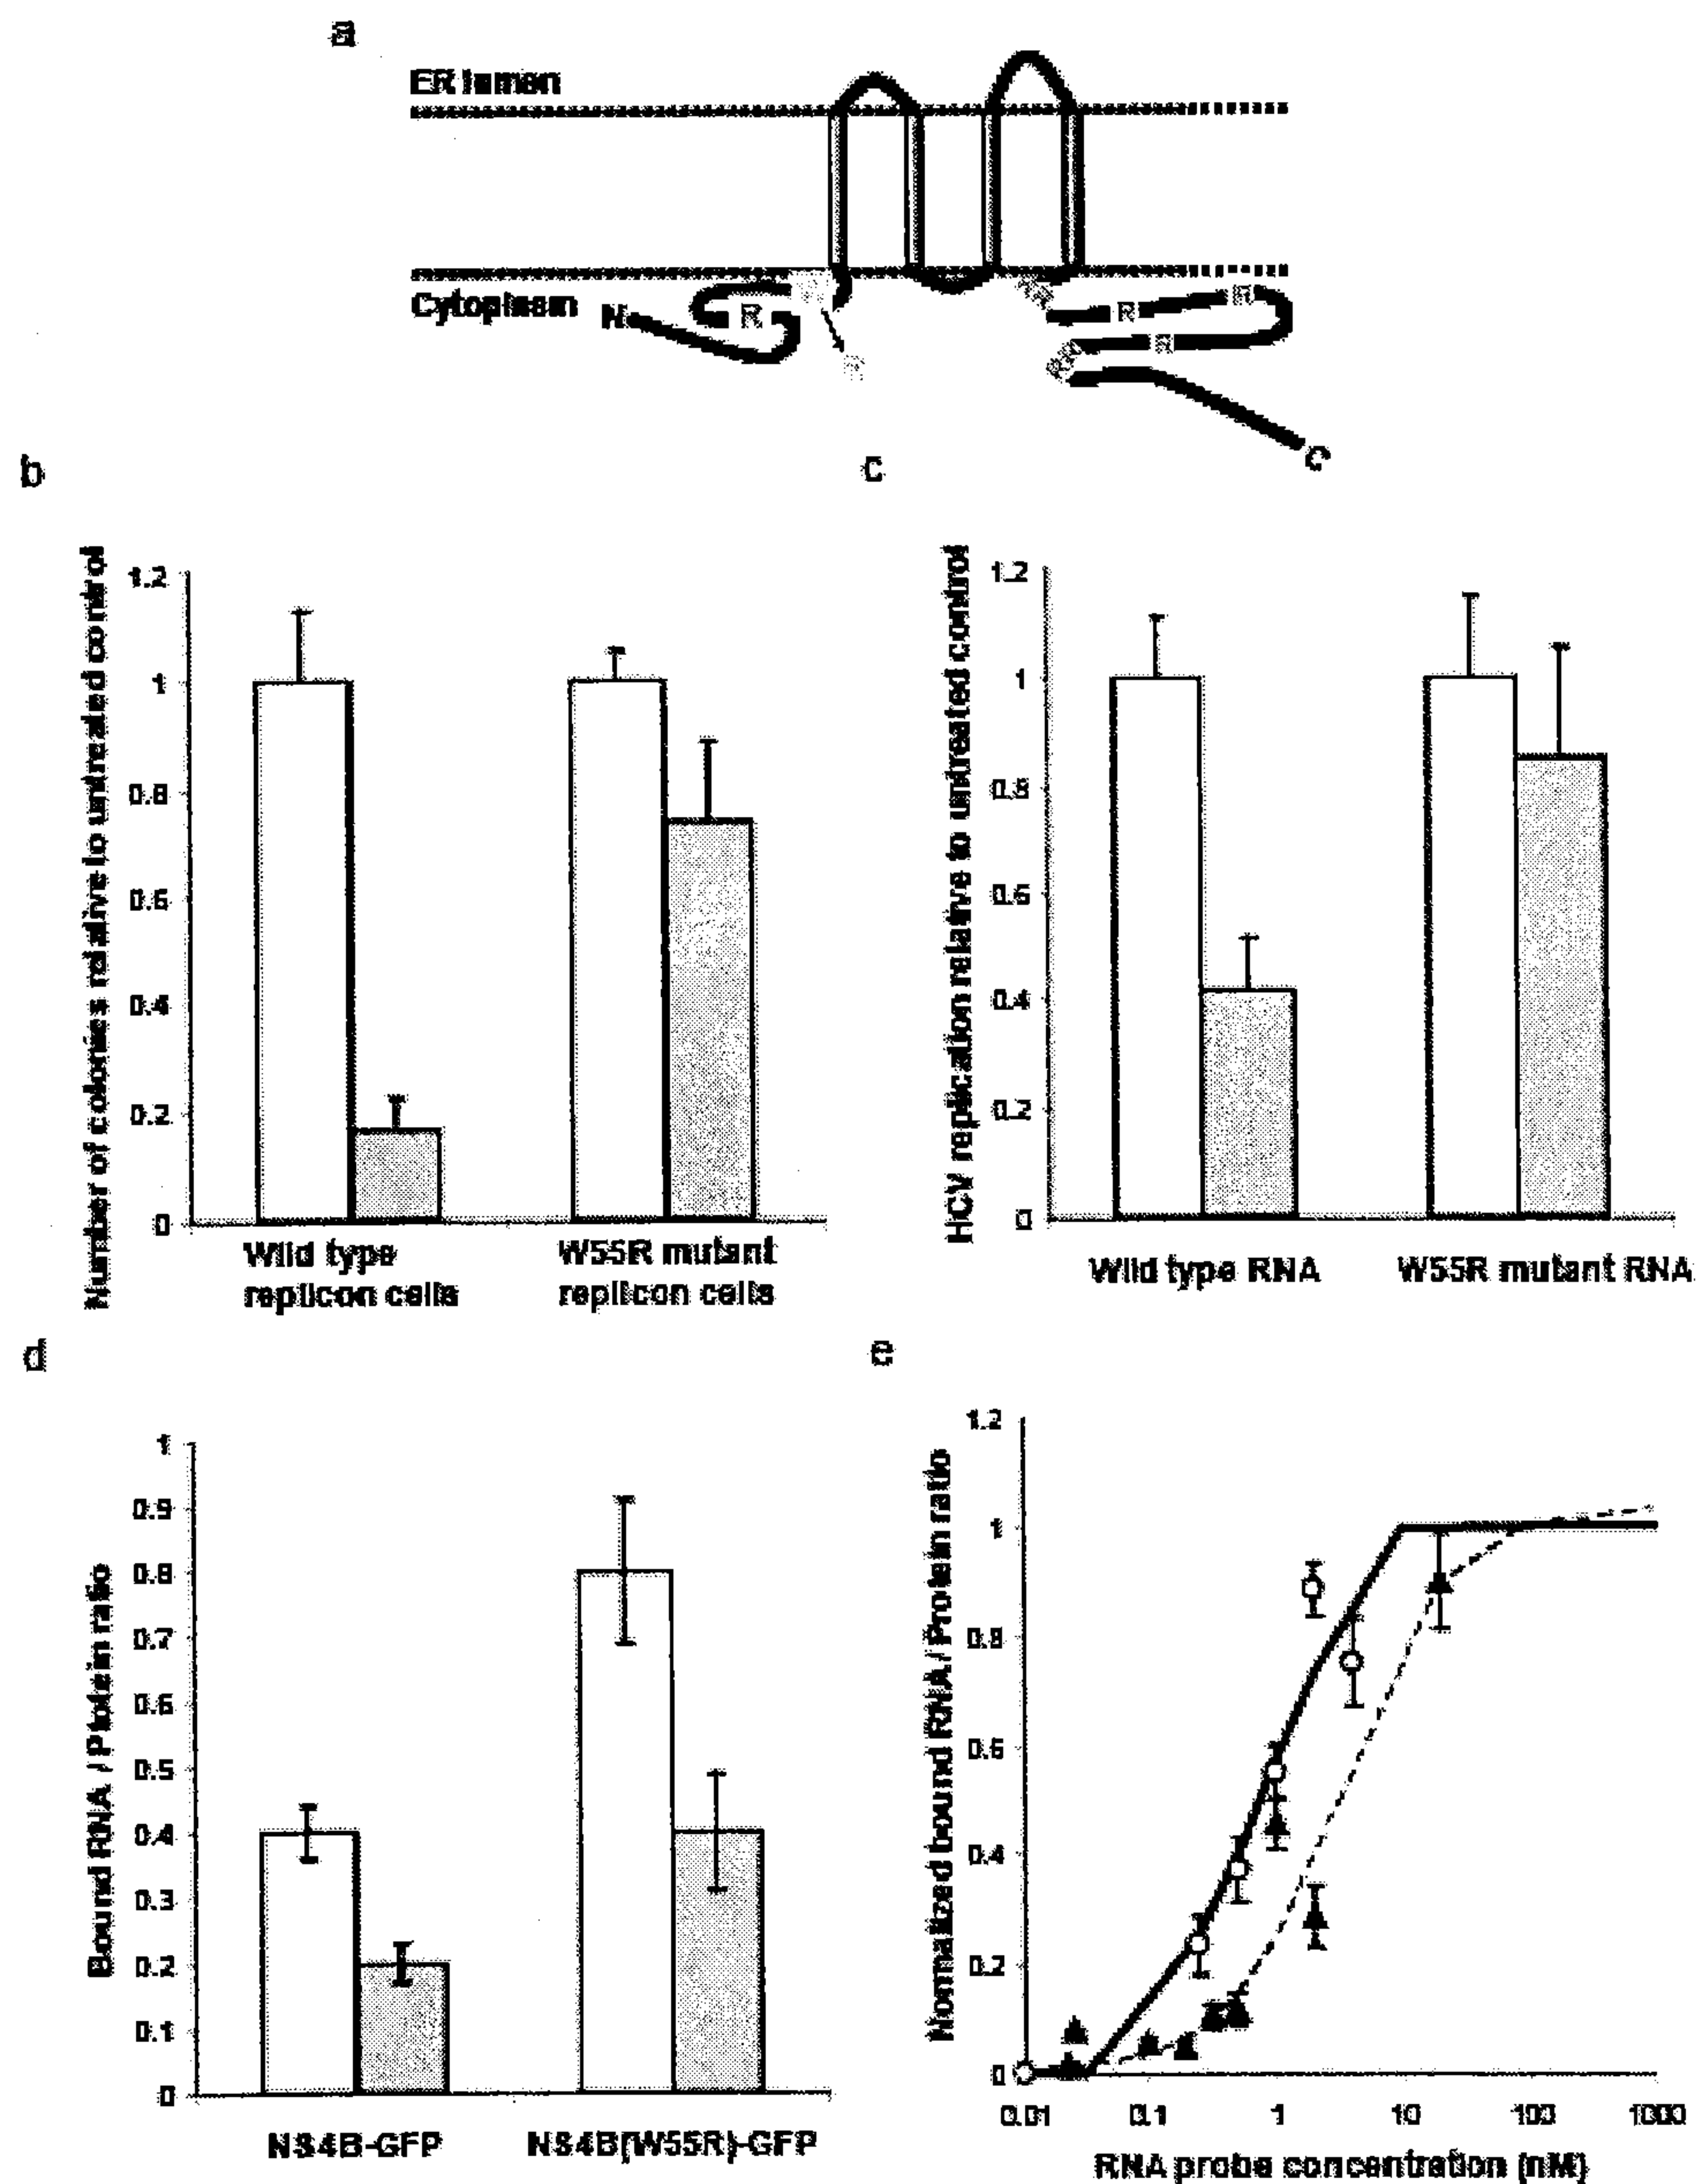 a
ER lumen
Cytoplasm
N
R
R
R
R
R
RR
RR
C
b
Number of colonies relative to untreated control
1.2
1
0.8
0.6
0.4
0.2
0
Wild type
replicon cells
W55R mutant
replicon cells
c
HCV replication relative to untreated control
1.2
1
0.8
0.6
0.4
0.2
0
Wild type RNA
W55R mutant RNA
d
Bound RNA / Protein ratio
1
0.9
0.8
0.7
0.6
0.5
0.4
0.3
0.2
0.1
0
NS4B-GFP
NS4B(W55R)-GFP
e
Normalized bound RNA / Protein ratio
1.2
1
0.8
0.6
0.4
0.2
0
0.01
0.1
1
10
100
1000
RNA probe concentration (nM)